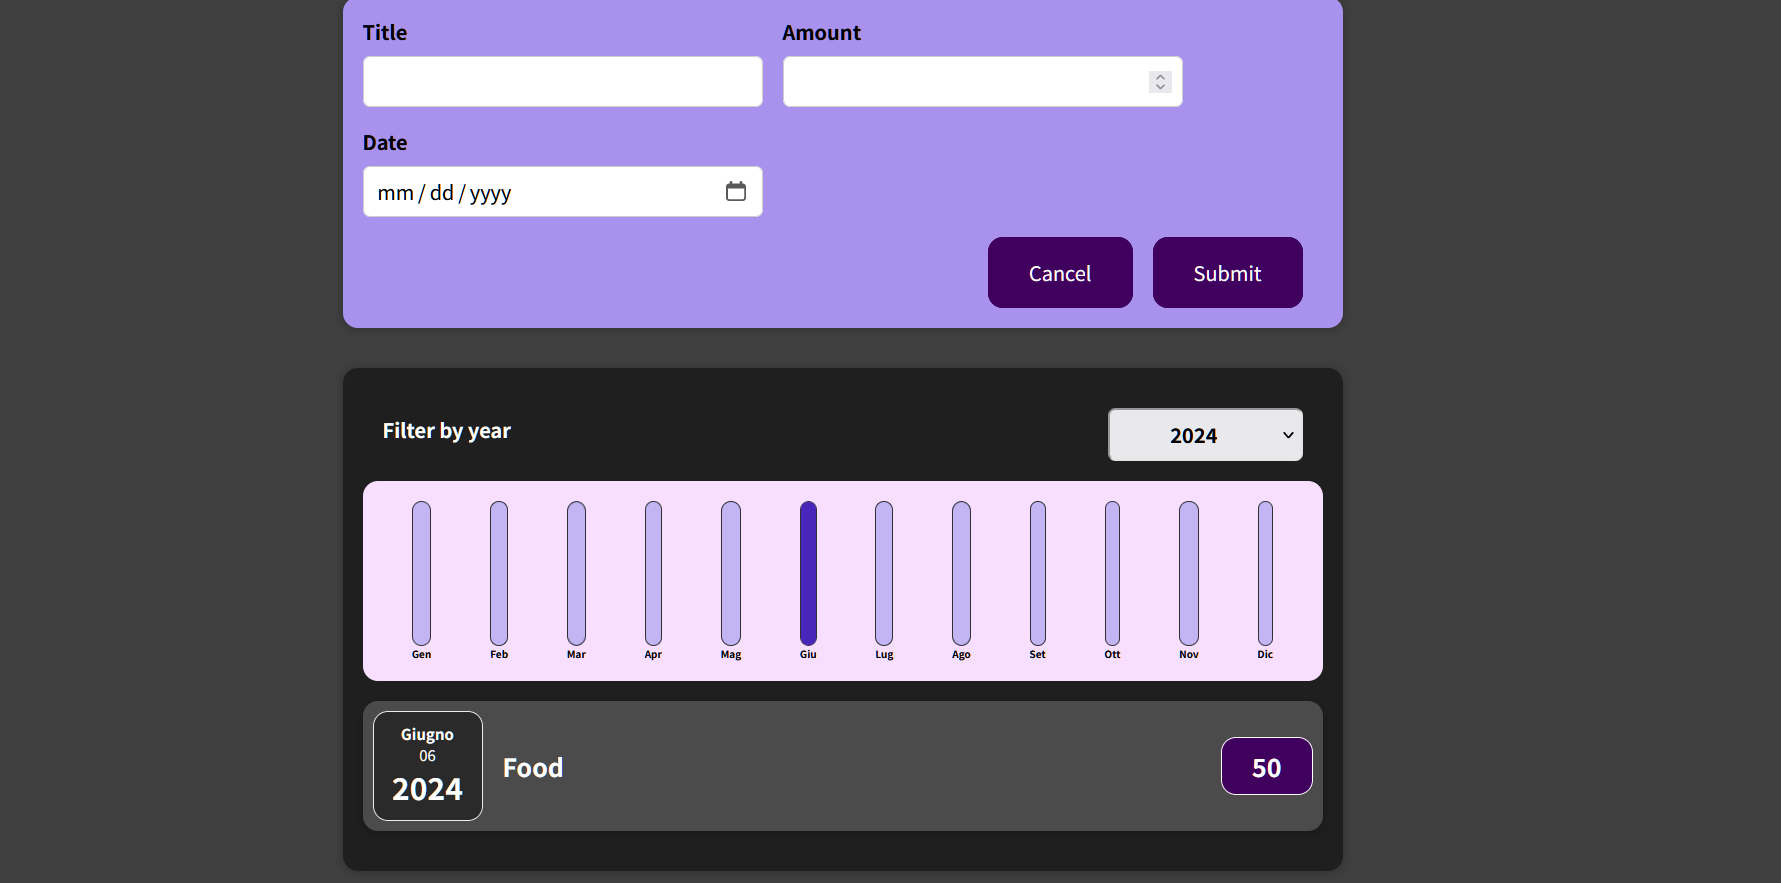 Title
Amount
Date
mm / dd / yyyy
Cancel
Submit
Filter by year
2024
Gen Feb Mar Apr Mag Giu Lug Ago Set Ott Nov Dic
Giugno
06
2024
Food
50